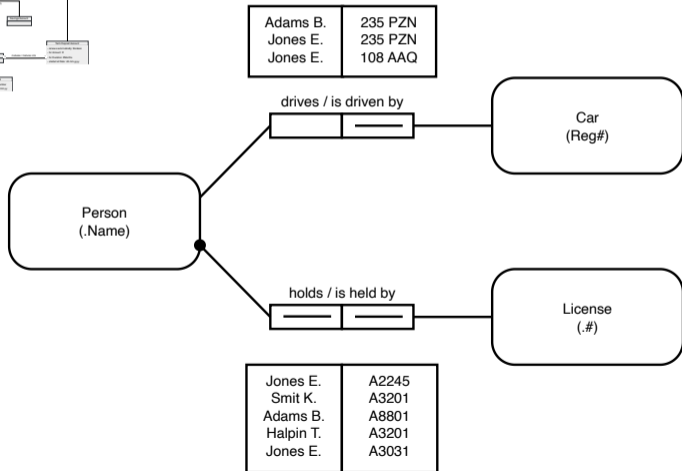 Adams B. 235 PZN
Jones E. 235 PZN
Jones E. 108 AAQ
drives / is driven by
Car
(Reg#)
Person
(.Name)
holds / is held by
License
(.#)
Jones E. A2245
Smit K. A3201
Adams B. A8801
Halpin T. A3201
Jones E. A3031